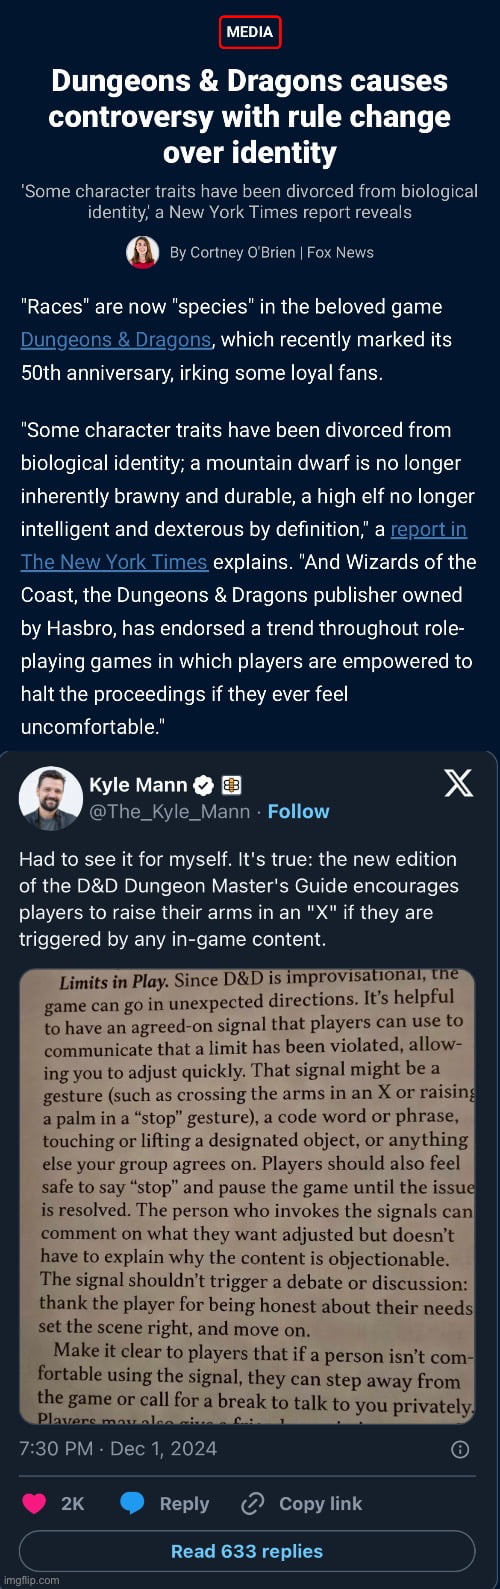 MEDIA
Dungeons & Dragons causes
controversy with rule change
over identity
'Some character traits have been divorced from biological
identity,' a New York Times report reveals
By Cortney O'Brien | Fox News
"Races" are now "species" in the beloved game
Dungeons & Dragons, which recently marked its
50th anniversary, irking some loyal fans.
"Some character traits have been divorced from
biological identity; a mountain dwarf is no longer
inherently brawny and durable, a high elf no longer
intelligent and dexterous by definition," a report in
The New York Times explains. "And Wizards of the
Coast, the Dungeons & Dragons publisher owned
by Hasbro, has endorsed a trend throughout role-
playing games in which players are empowered to
halt the proceedings if they ever feel
uncomfortable."
Kyle Mann
@The_Kyle_Mann · Follow
Had to see it for myself. It's true: the new edition
of the D&D Dungeon Master's Guide encourages
players to raise their arms in an "X" if they are
triggered by any in-game content.
Limits in Play. Since D&D is improvisational, the
game can go in unexpected directions. It's helpful
to have an agreed-on signal that players can use to
communicate that a limit has been violated, allow-
ing you to adjust quickly. That signal might be a
gesture (such as crossing the arms in an X or raising
a palm in a "stop" gesture), a code word or phrase,
touching or lifting a designated object, or anything
else your group agrees on. Players should also feel
safe to say "stop" and pause the game until the issue
is resolved. The person who invokes the signals can
comment on what they want adjusted but doesn't
have to explain why the content is objectionable.
The signal shouldn't trigger a debate or discussion:
thank the player for being honest about their needs
set the scene right, and move on.
Make it clear to players that if a person isn't com-
fortable using the signal, they can step away from
the game or call for a break to talk to you privately.
Players may also
7:30 PM · Dec 1, 2024
2K Reply Copy link
Read 633 replies
imgflip.com